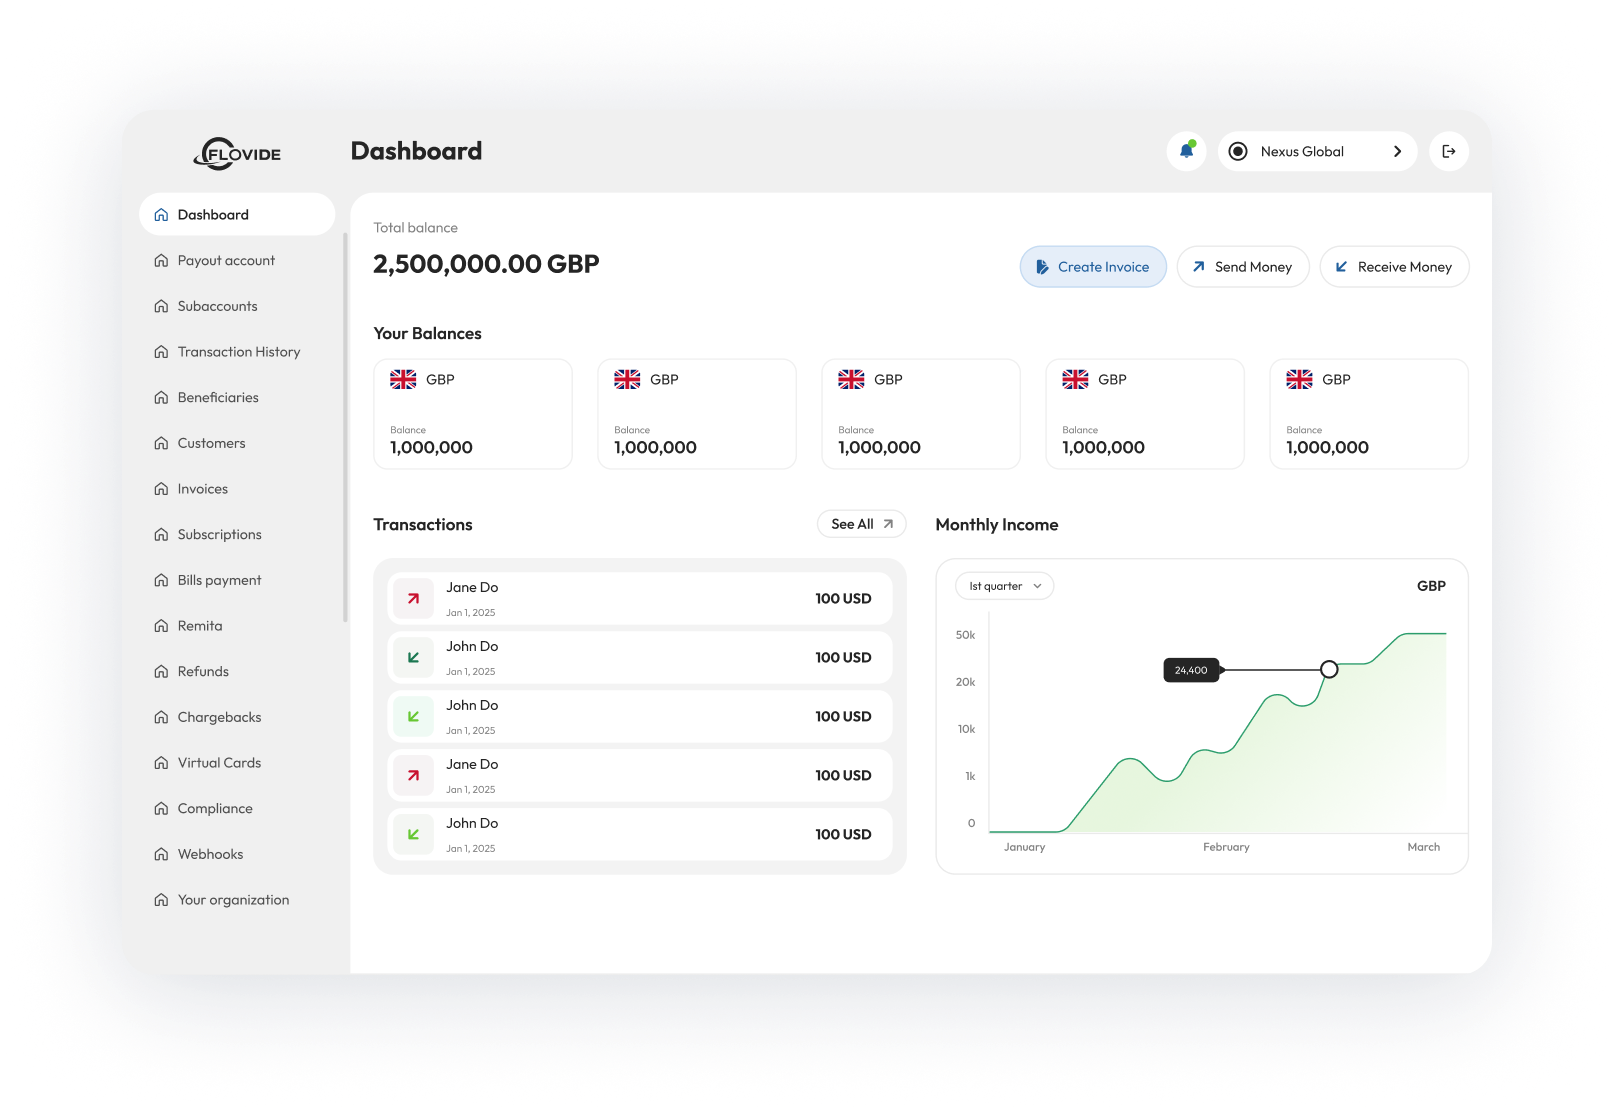 FLOVIDE
Dashboard
Nexus Global
Dashboard
Payout account
Subaccounts
Transaction History
Beneficiaries
Customers
Invoices
Subscriptions
Bills payment
Remita
Refunds
Chargebacks
Virtual Cards
Compliance
Webhooks
Your organization
Total balance
2,500,000.00 GBP
Create Invoice
Send Money
Receive Money
Your Balances
GBP
Balance
1,000,000
GBP
Balance
1,000,000
GBP
Balance
1,000,000
GBP
Balance
1,000,000
GBP
Balance
1,000,000
Transactions
See All
Jane Do
Jan 1, 2025
100 USD
John Do
Jan 1, 2025
100 USD
John Do
Jan 1, 2025
100 USD
Jane Do
Jan 1, 2025
100 USD
John Do
Jan 1, 2025
100 USD
Monthly Income
1st quarter
GBP
50k
20k
10k
1k
0
24,400
January
February
March